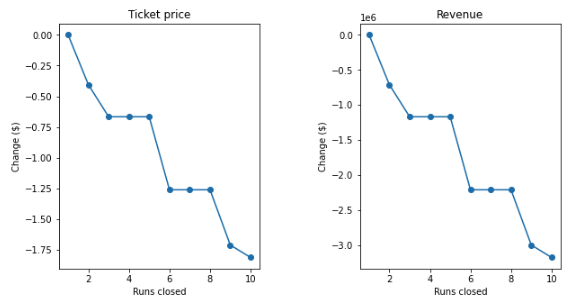 Ticket price
0.00
−0.25
−0.50
−0.75
−1.00
−1.25
−1.50
−1.75
Change ($)
2 4 6 8 10
Runs closed
Revenue
1e6
0.0
−0.5
−1.0
−1.5
−2.0
−2.5
−3.0
Change ($)
2 4 6 8 10
Runs closed